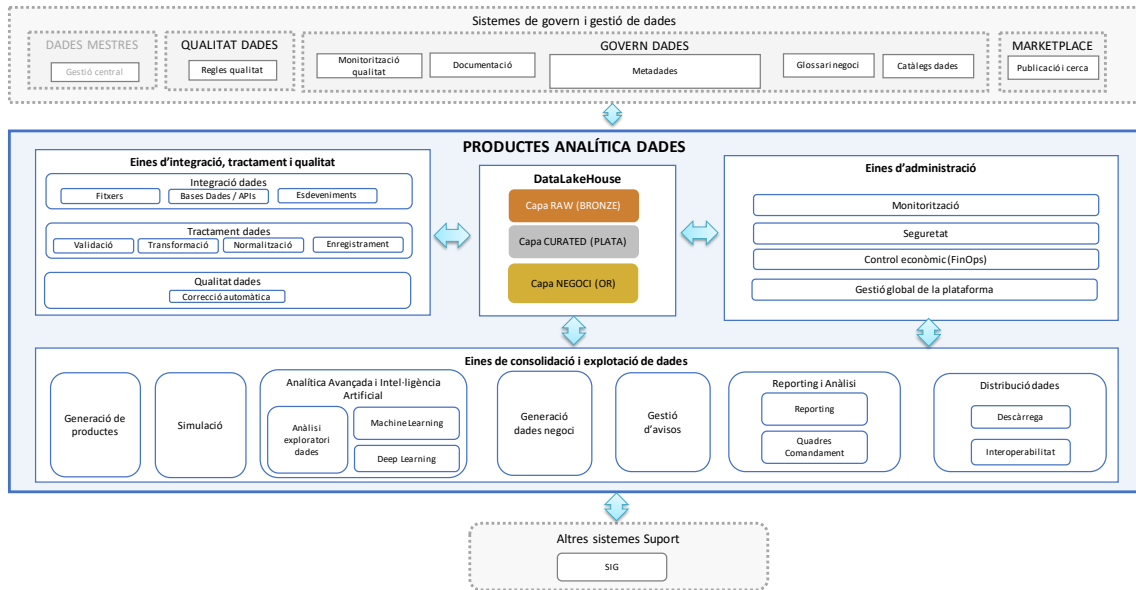 Sistemes de govern i gestió de dades
DADES MESTRES
Gestió central
QUALITAT DADES
Regles qualitat
GOVERN DADES
Monitorització
qualitat
Documentació
Metadades
Glossari negoci
Catàlegs dades
MARKETPLACE
Publicació i cerca
PRODUCTES ANALÍTICA DADES
Eines d'integració, tractament i qualitat
Integració dades
Fitxers
Bases Dades / APIs
Esdeveniments
Tractament dades
Validació
Transformació
Normalització
Enregistrament
Qualitat dades
Correcció automàtica
DataLakeHouse
Capa RAW (BRONZE)
Capa CURATED (PLATA)
Capa NEGOCI (OR)
Eines d'administració
Monitorització
Seguretat
Control econòmic (FinOps)
Gestió global de la plataforma
Eines de consolidació i explotació de dades
Generació de
productes
Simulació
Analítica Avançada i Intel·ligència
Artificial
Anàlisi
exploratori
dades
Machine Learning
Deep Learning
Generació
dades negoci
Gestió
d'avisos
Reporting i Anàlisi
Reporting
Quadres
Comandament
Distribució dades
Descàrrega
Interoperabilitat
Altres sistemes Suport
SIG